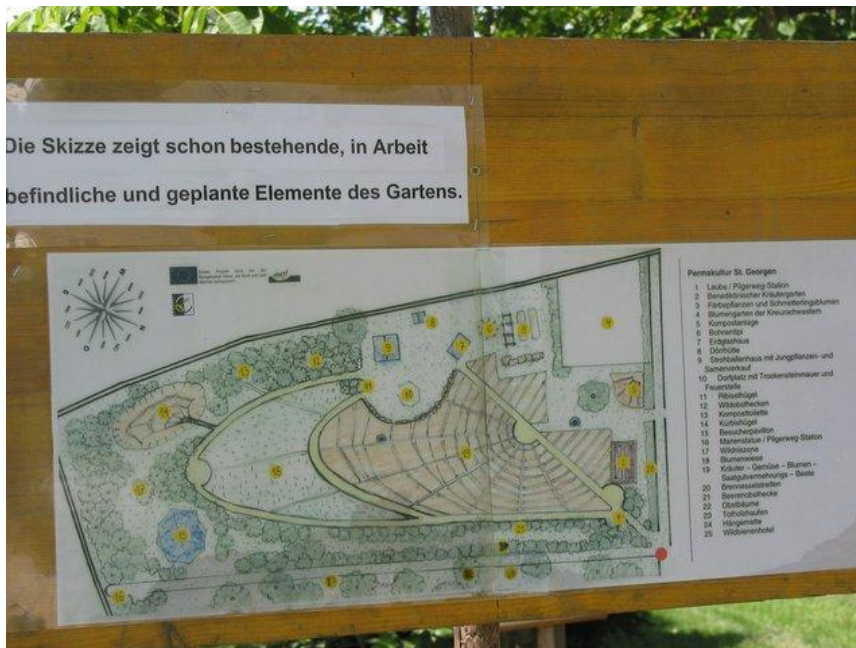 Die Skizze zeigt schon bestehende, in Arbeit
befindliche und geplante Elemente des Gartens.
Permakultur St. Georgen
1 Laube / Pilgerweg-Station
2 Benediktinischer Kräutergarten
3 Färbepflanzen und Schmetterlingsblumen
4 Blumengarten der Kreuzschwestern
5 Kompostanlage
6 Bohnentipi
7 Erdglashaus
8 Dörrhütte
9 Strohballenhaus mit Jungpflanzen- und
Samenverkauf
10 Dorfplatz mit Trockensteinmauer und
Feuerstelle
11 Ribiselhügel
12 Wildobsthecken
13 Komposttoilette
14 Kürbishügel
15 Besucherpavillon
16 Marienstatue / Pilgerweg-Station
17 Wildniszone
18 Blumenwiese
19 Kräuter – Gemüse – Blumen –
Saatgutvermehrungs – Beete
20 Brennesselstreifen
21 Beerenobsthecke
22 Obstbäume
23 Totholzhaufen
24 Hängematte
25 Wildbienenhotel